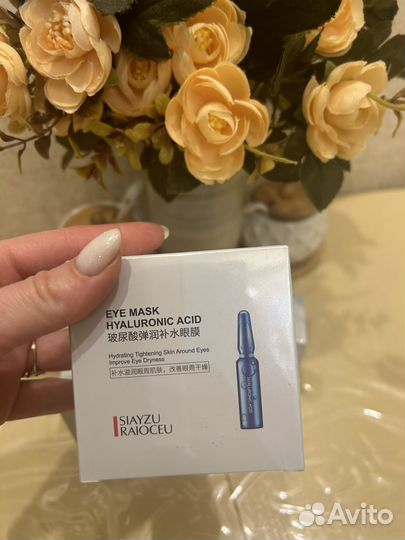 EYE MASK
HYALURONIC ACID
玻尿酸弹润补水眼膜
Hydrating Tightening Skin Around Eyes
Improve Eye Dryness
补水滋润眼周肌肤，改善眼周干燥
HYALURONIC ACID
SIAYZU
RAIOCEU
Avito